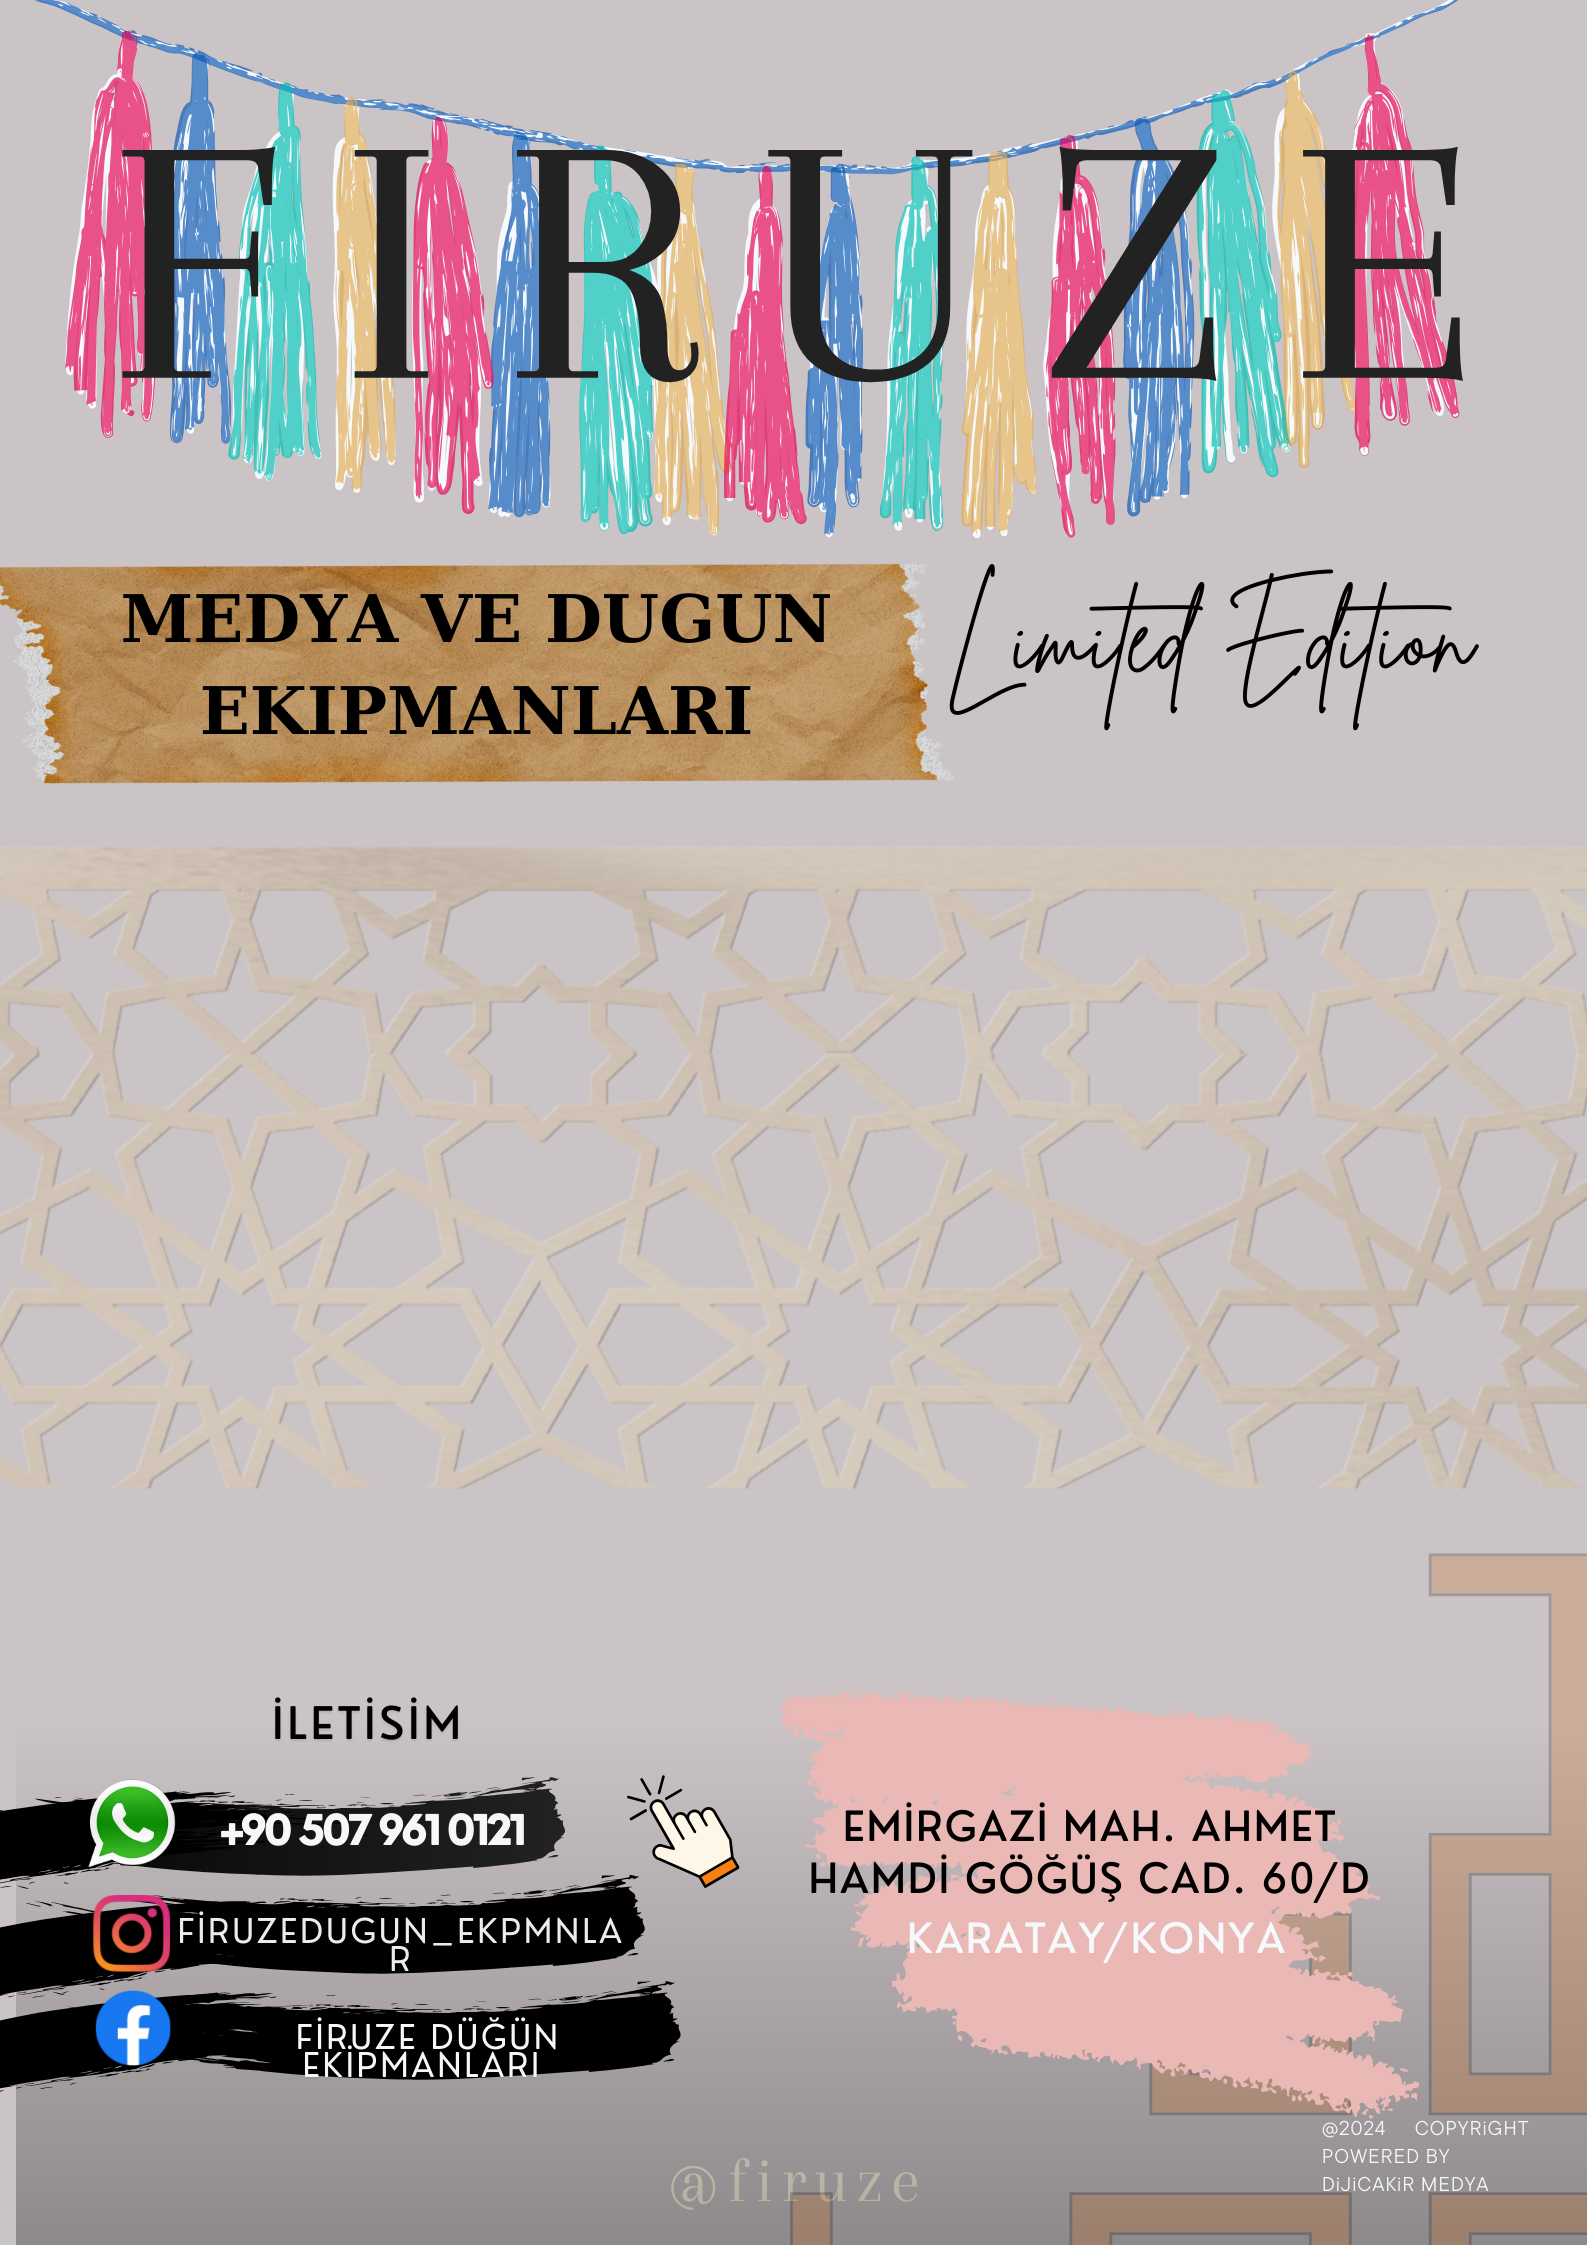 FIRUZE
MEDYA VE DUGUN
EKIPMANLARI
Limited Edition
İLETİSİM
+90 507 961 0121
FİRUZEDUGUN_EKPMNLA
R
FİRUZE DÜĞÜN
EKİPMANLARI
EMİRGAZİ MAH. AHMET
HAMDİ GÖĞÜŞ CAD. 60/D
KARATAY/KONYA
@2024 COPYRiGHT
POWERED BY
DiJiCAKiR MEDYA
@firuze